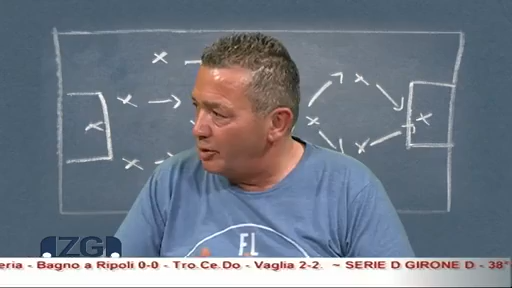 FL
ZG
eria - Bagno a Ripoli 0-0 - Tro.Ce.Do - Vaglia 2-2 ~ SERIE D GIRONE D - 38°